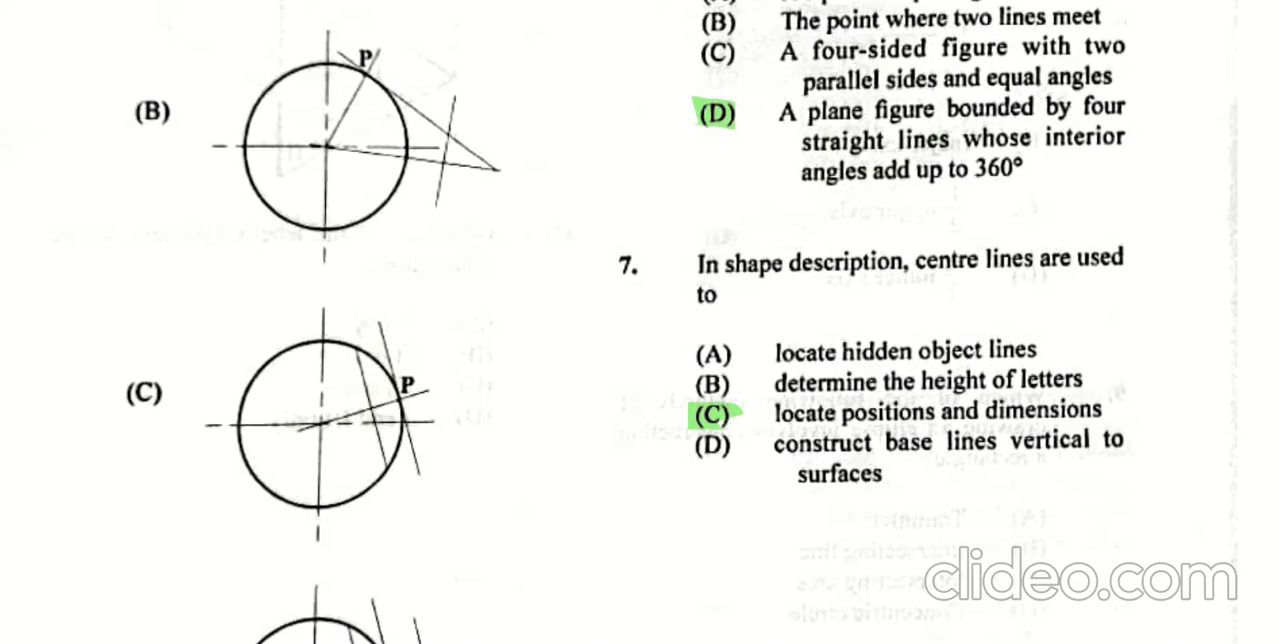 P
(B)
P
(C)
(B) The point where two lines meet
(C) A four-sided figure with two
parallel sides and equal angles
(D) A plane figure bounded by four
straight lines whose interior
angles add up to 360°
7. In shape description, centre lines are used
to
(A) locate hidden object lines
(B) determine the height of letters
(C) locate positions and dimensions
(D) construct base lines vertical to
surfaces
clideo.com